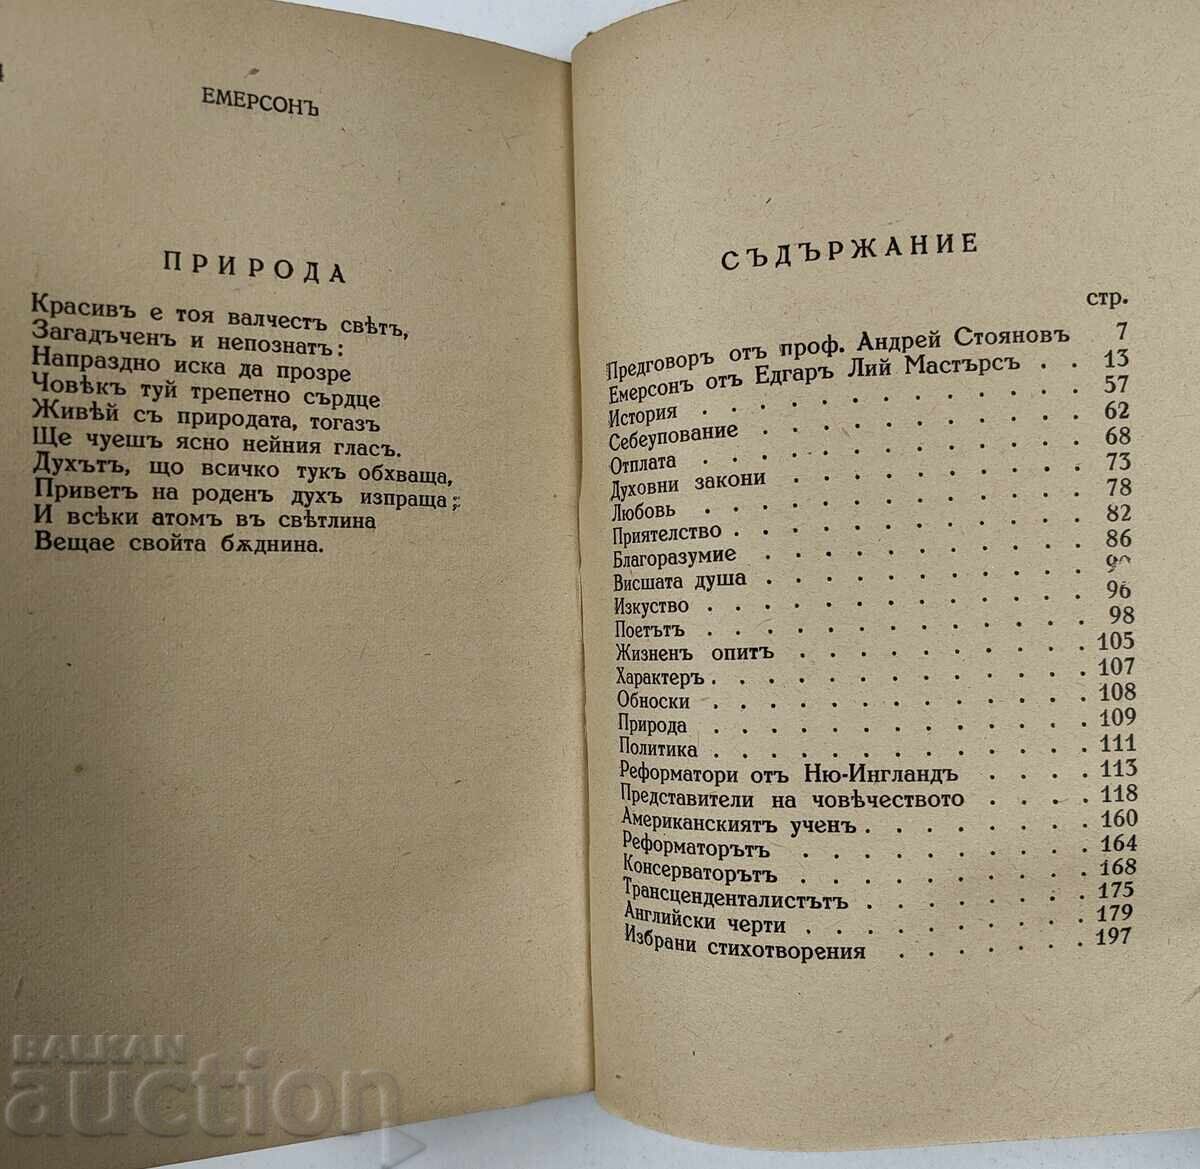 ЕМЕРСОНЪ
ПРИРОДА
Красивъ е тоя валчестъ свѣтъ,
Загадъченъ и непознатъ:
Напраздно иска да прозре
Човѣкъ туй трепетно сърдце
Живѣй съ природата, тогазъ
Ще чуешъ ясно нейния гласъ.
Духътъ, що всичко тукъ обхваща,
Приветъ на роденъ духъ изпраща;
И всѣки атомъ въ свѣтлина
Вещае свойта бѫднина.
СЪДЪРЖАНИЕ
стр.
Предговоръ отъ проф. Андрей Стояновъ 7
Емерсонъ отъ Едгаръ Лий Мастърсъ . . 13
История . . . . . . . . . . . . 57
Себеупование . . . . . . . . . . . 62
Отплата . . . . . . . . . . . . 68
Духовни закони . . . . . . . . . . 73
Любовь . . . . . . . . . . . . 78
Приятелство . . . . . . . . . . . 82
Благоразумие . . . . . . . . . . . 86
Висшата душа . . . . . . . . . . .
Изкуство . . . . . . . . . . . . 96
Поетътъ . . . . . . . . . . . . 98
Жизненъ опитъ . . . . . . . . . . 105
Характеръ . . . . . . . . . . . . 107
Обноски . . . . . . . . . . . . 108
Природа . . . . . . . . . . . . 109
Политика . . . . . . . . . . . . 111
Реформатори отъ Ню-Ингландъ . . . . 113
Представители на човѣчеството . . . . 118
Американскиятъ ученъ . . . . . . . . 160
Реформаторътъ . . . . . . . . . . 164
Консерваторътъ . . . . . . . . . . 168
Трансценденталистътъ . . . . . . . . 175
Английски черти . . . . . . . . . . 179
Избрани стихотворения . . . . . . . 197
BALKAN
auction